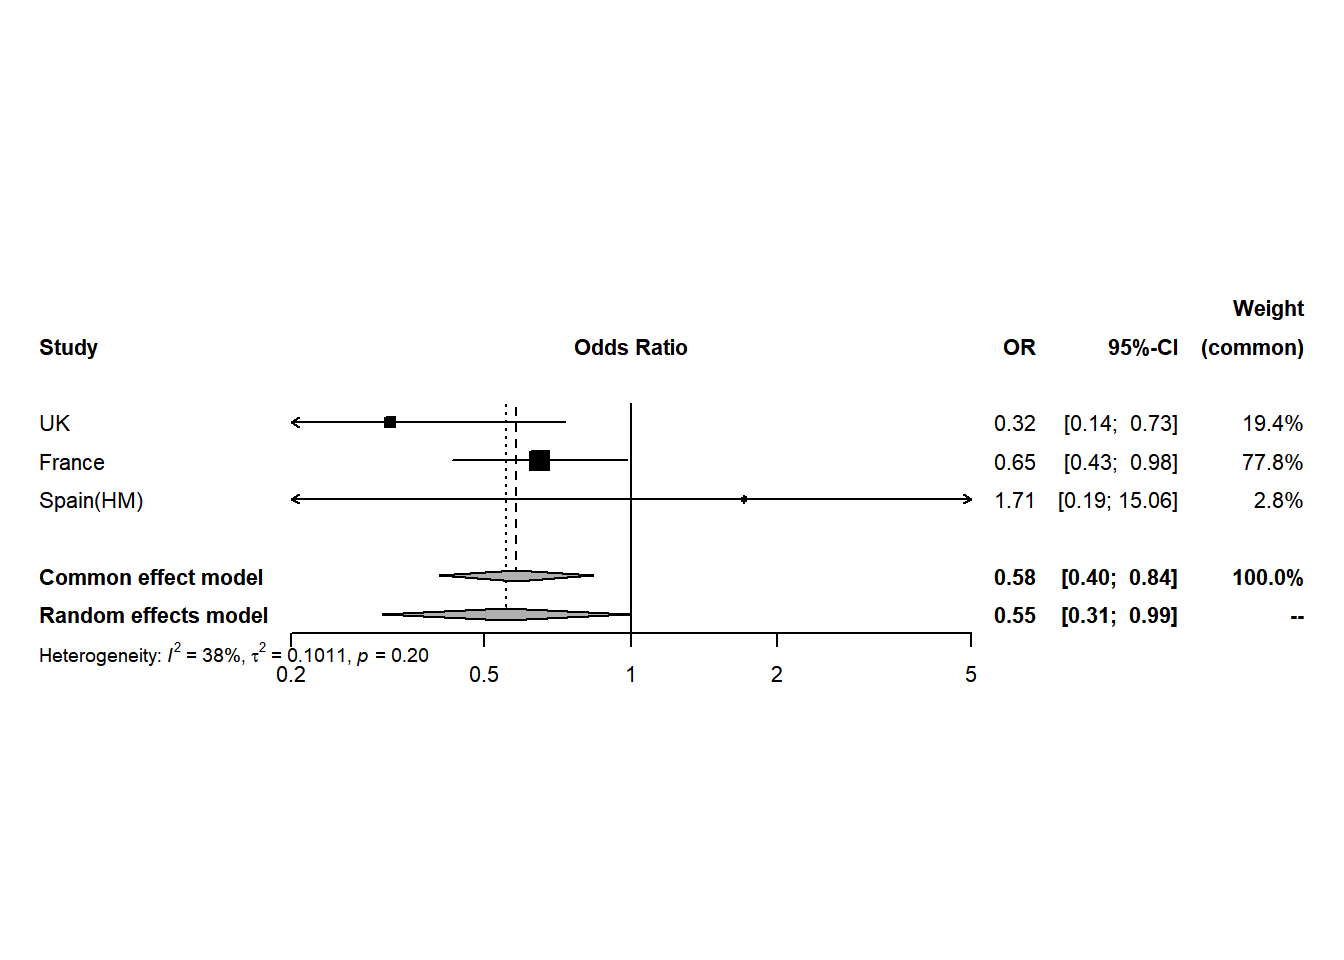 Weight
Study Odds Ratio OR 95%-CI (common)
UK 0.32 [0.14; 0.73] 19.4%
France 0.65 [0.43; 0.98] 77.8%
Spain(HM) 1.71 [0.19; 15.06] 2.8%
Common effect model 0.58 [0.40; 0.84] 100.0%
Random effects model 0.55 [0.31; 0.99] --
Heterogeneity: I² = 38%, τ² = 0.1011, p = 0.20
0.2 0.5 1 2 5